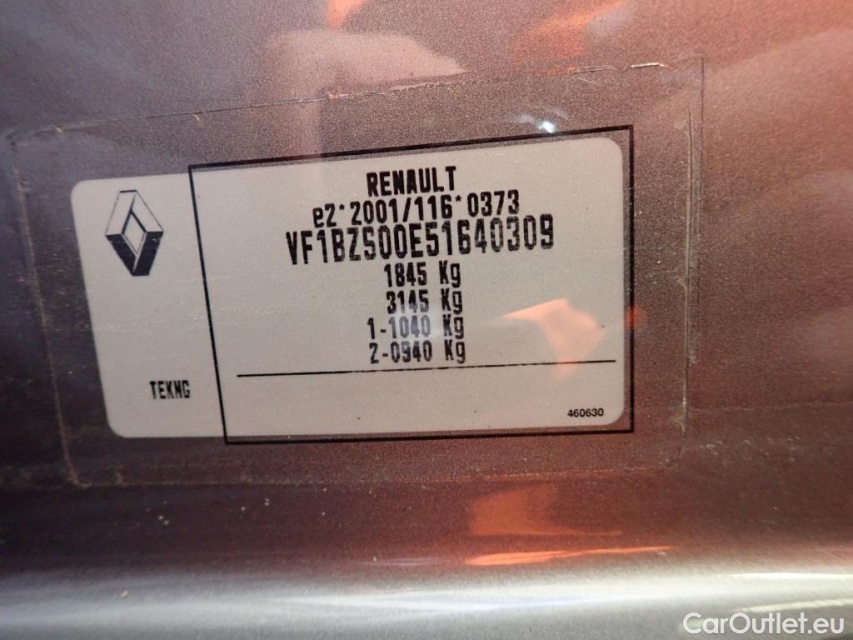 RENAULT
e2*2001/116*0373
VF1BZS00E51640309
1845 Kg
3145 Kg
1-1040 Kg
2-0940 Kg
TEKNG
460630
CarOutlet.eu